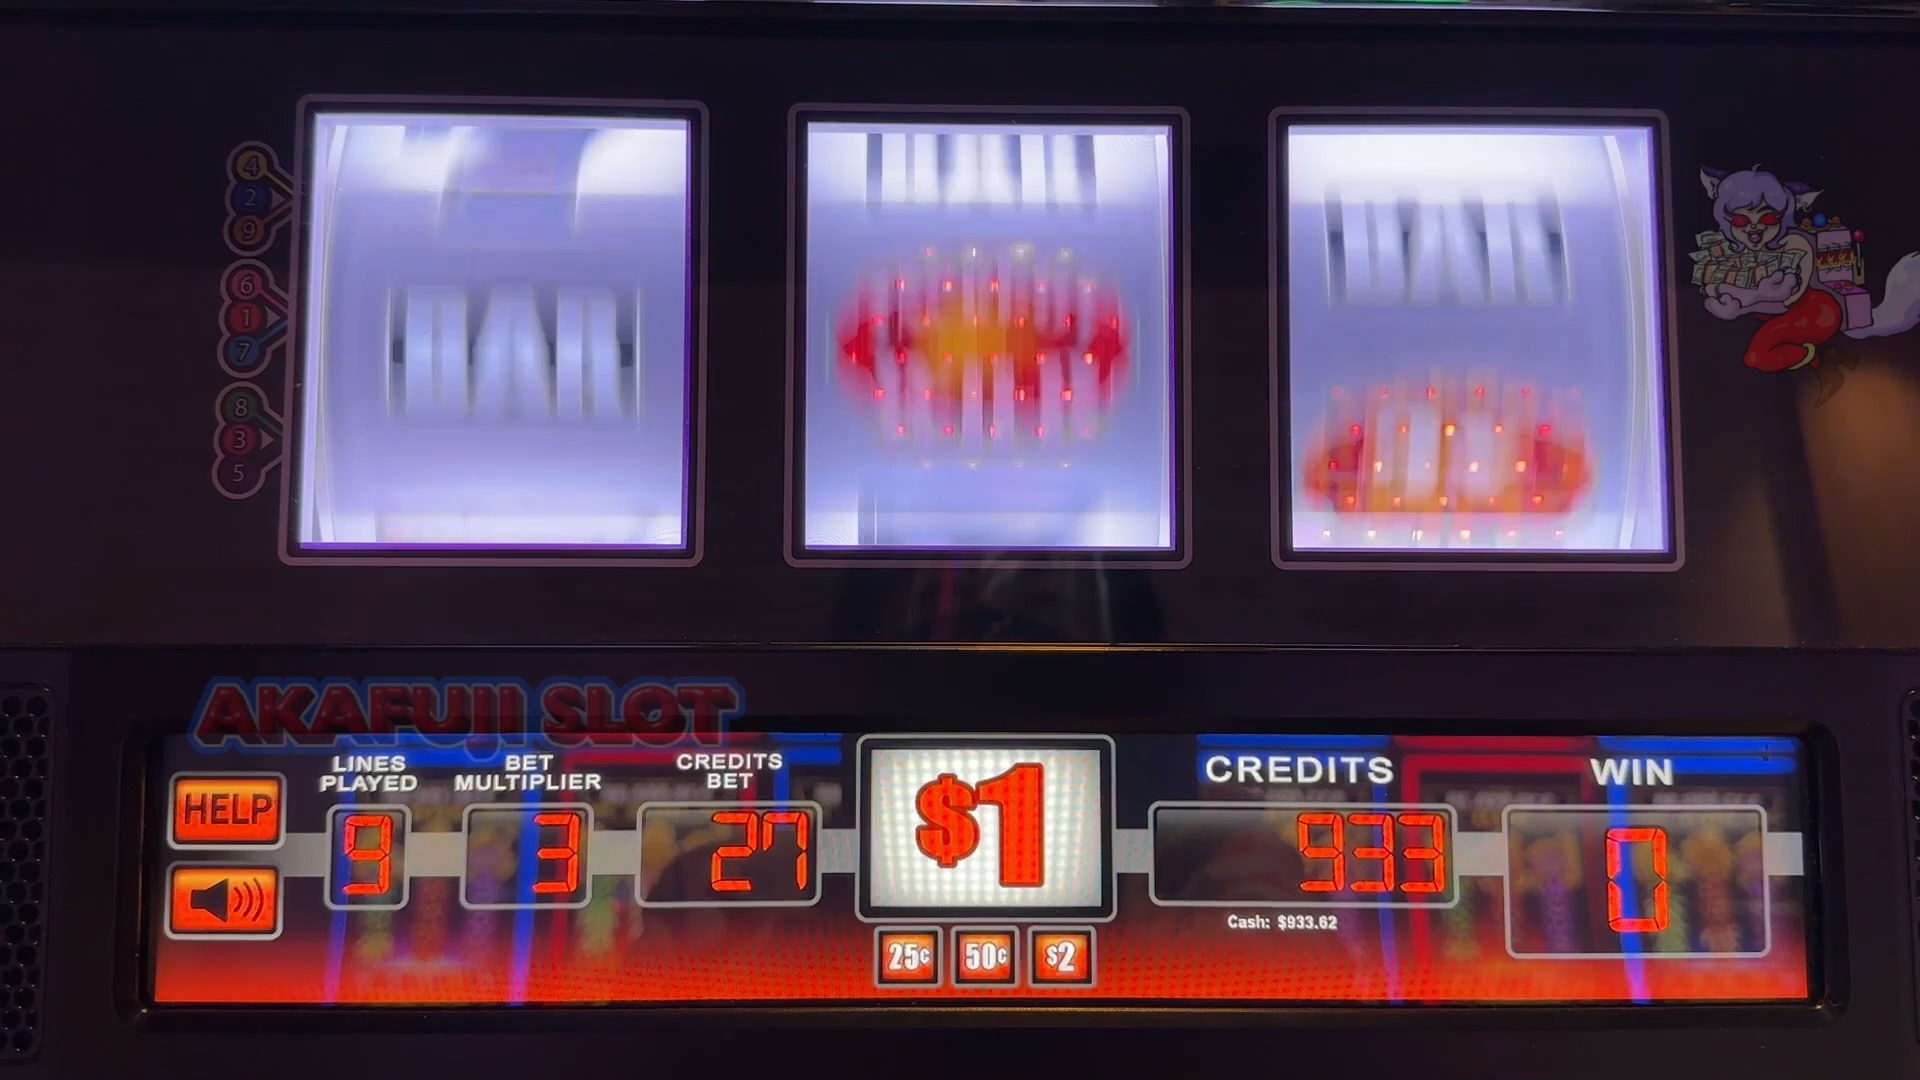 4
2
9
6
1
7
8
3
5
AKAFUJI SLOT
HELP
LINES
PLAYED
9
BET
MULTIPLIER
3
CREDITS
BET
27
$1
25¢
50¢
$2
CREDITS
933
Cash: $933.62
WIN
0